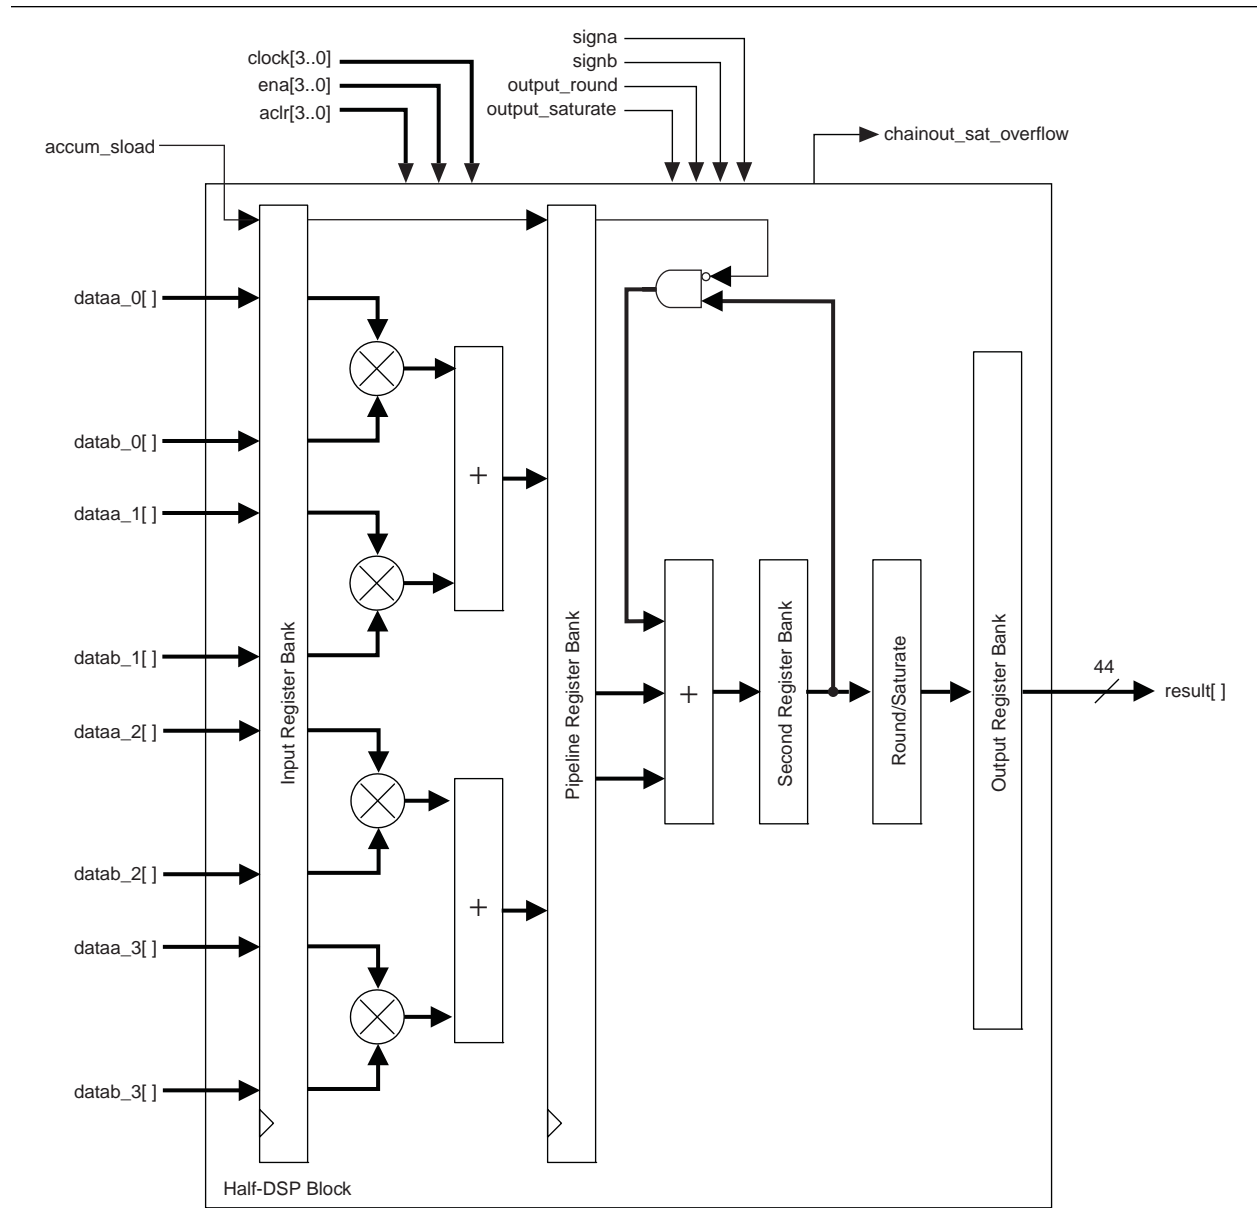 signa
clock[3..0]
signb
ena[3..0]
output_round
aclr[3..0]
output_saturate
chainout_sat_overflow
accum_sload
dataa_0[ ]
datab_0[ ]
+
dataa_1[ ]
datab_1[ ]
Input Register Bank
Pipeline Register Bank
+
Second Register Bank
Round/Saturate
Output Register Bank
44
result[ ]
dataa_2[ ]
datab_2[ ]
+
dataa_3[ ]
datab_3[ ]
Half-DSP Block